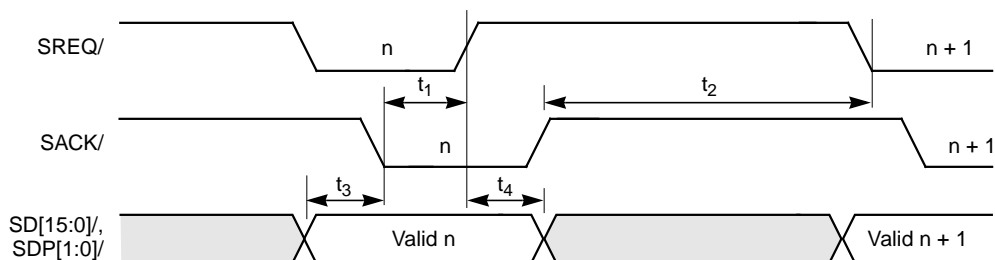 SREQ/
n
n + 1
t1
t2
SACK/
n
n + 1
t3
t4
SD[15:0]/,
SDP[1:0]/
Valid n
Valid n + 1